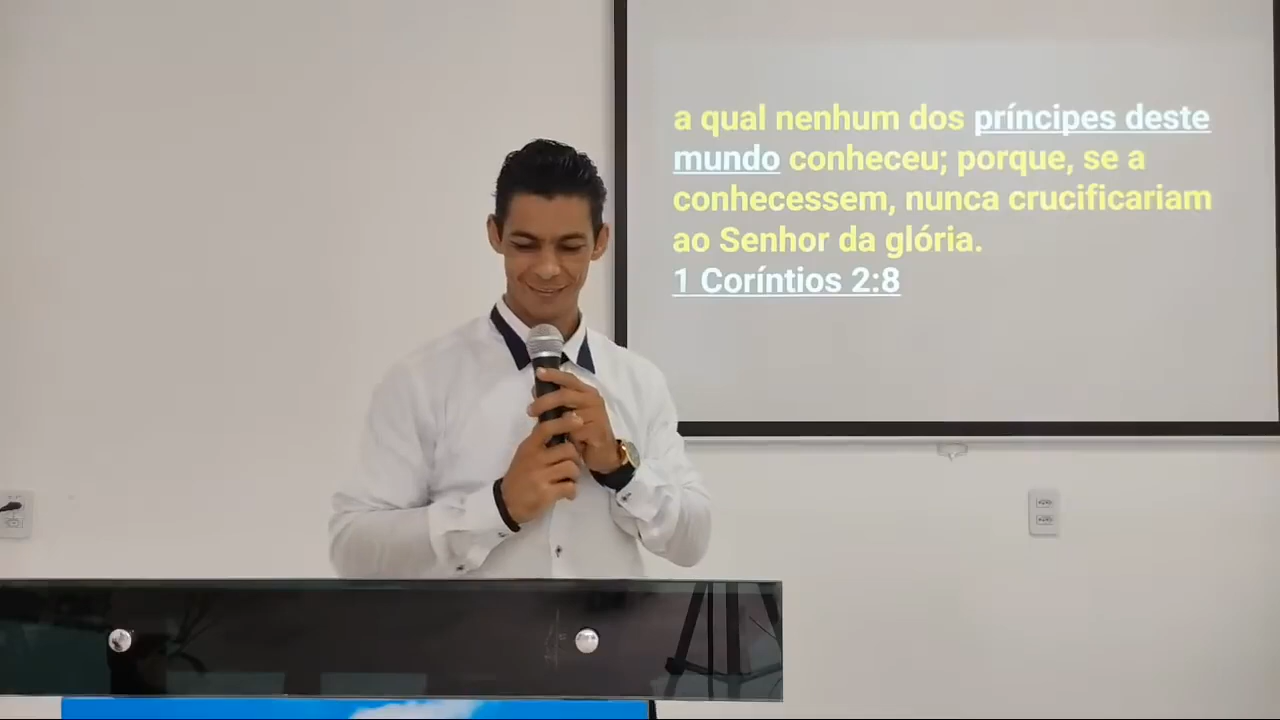 a qual nenhum dos príncipes deste
mundo conheceu; porque, se a
conhecessem, nunca crucificariam
ao Senhor da glória.
1 Coríntios 2:8